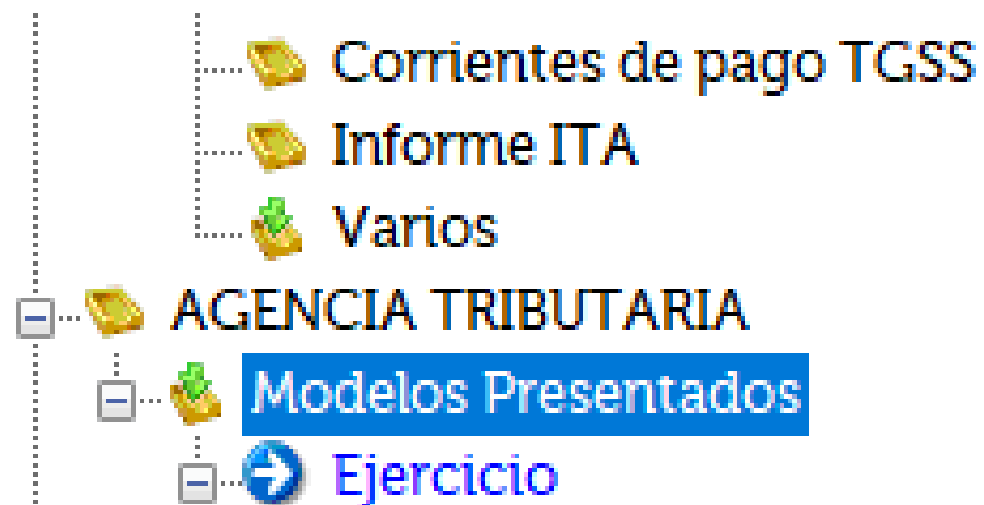 Corrientes de pago TGSS
Informe ITA
Varios
AGENCIA TRIBUTARIA
Modelos Presentados
Ejercicio